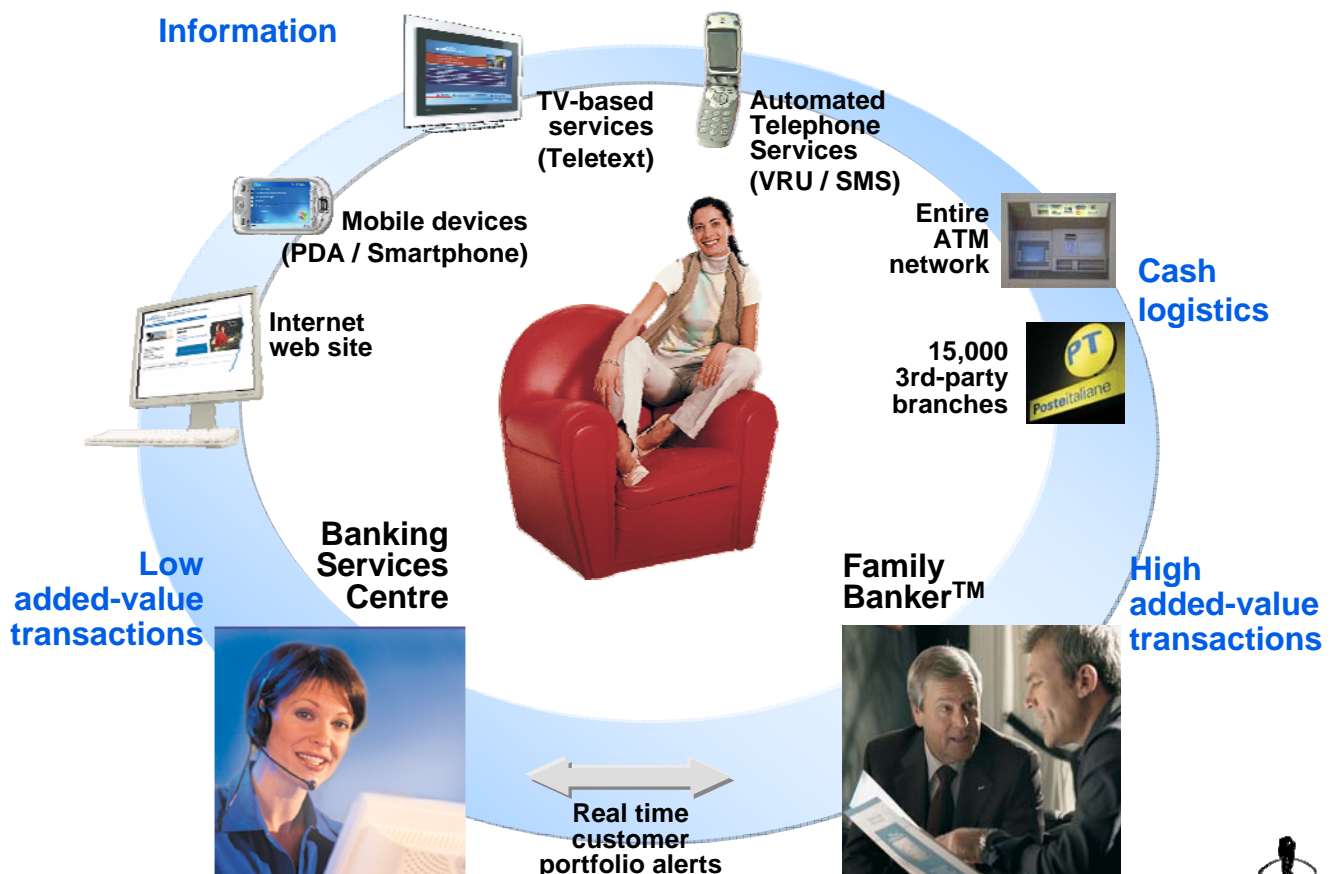 Information
TV-based
services
(Teletext)
Automated
Telephone
Services
(VRU / SMS)
Mobile devices
(PDA / Smartphone)
Entire
ATM
network
Cash
logistics
Internet
web site
15,000
3rd-party
branches
PT
Posteitaliane
Banking
Services
Centre
Low
added-value
transactions
Family
Banker™
High
added-value
transactions
Real time
customer
portfolio alerts